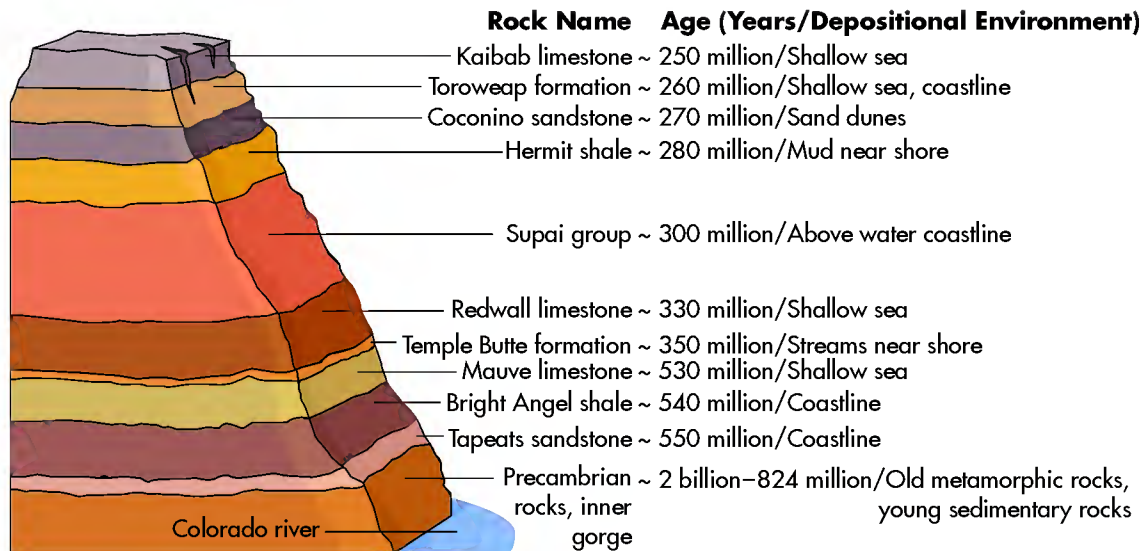 Rock Name Age (Years/Depositional Environment)
Kaibab limestone ~ 250 million/Shallow sea
Toroweap formation ~ 260 million/Shallow sea, coastline
Coconino sandstone ~ 270 million/Sand dunes
Hermit shale ~ 280 million/Mud near shore
Supai group ~ 300 million/Above water coastline
Redwall limestone ~ 330 million/Shallow sea
Temple Butte formation ~ 350 million/Streams near shore
Mauve limestone ~ 530 million/Shallow sea
Bright Angel shale ~ 540 million/Coastline
Tapeats sandstone ~ 550 million/Coastline
Precambrian ~ 2 billion–824 million/Old metamorphic rocks,
rocks, inner young sedimentary rocks
gorge
Colorado river